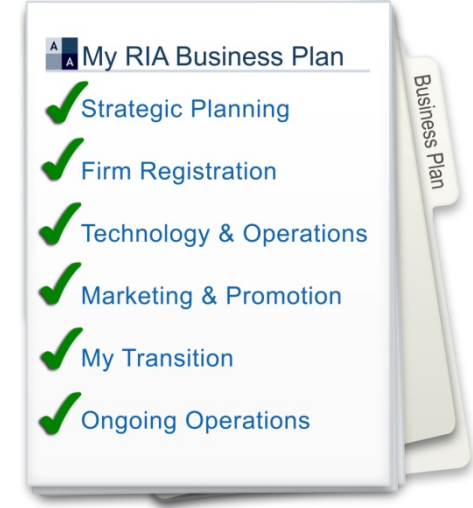 A
A
My RIA Business Plan
Strategic Planning
Firm Registration
Technology & Operations
Marketing & Promotion
My Transition
Ongoing Operations
Business Plan